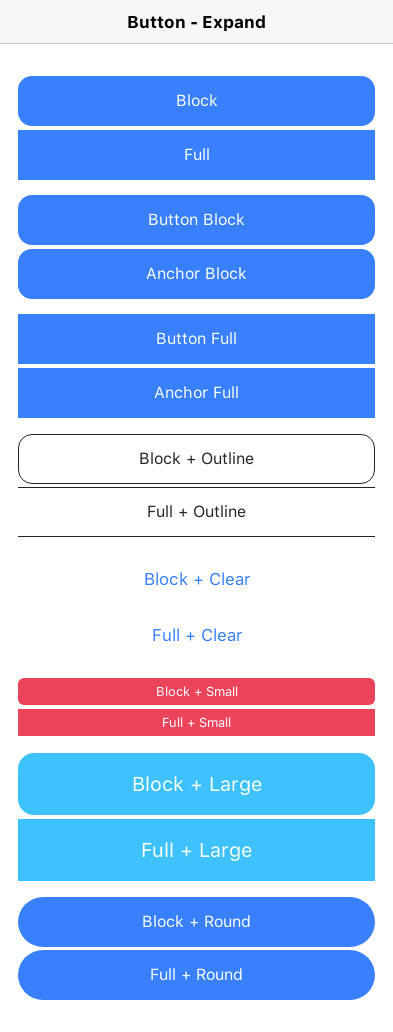 Button - Expand
Block
Full
Button Block
Anchor Block
Button Full
Anchor Full
Block + Outline
Full + Outline
Block + Clear
Full + Clear
Block + Small
Full + Small
Block + Large
Full + Large
Block + Round
Full + Round